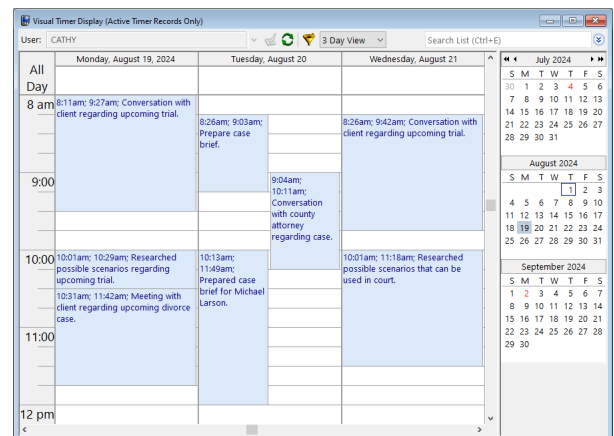 Visual Timer Display (Active Timer Records Only)
User: CATHY
3 Day View
Search List (Ctrl+E)
Monday, August 19, 2024
Tuesday, August 20
Wednesday, August 21
All
Day
8 am
9:00
10:00
11:00
12 pm
8:11am; 9:27am; Conversation with
client regarding upcoming trial.
10:01am; 10:29am; Researched
possible scenarios regarding
upcoming trial.
10:31am; 11:42am; Meeting with
client regarding upcoming divorce
case.
8:26am; 9:03am;
Prepare case
brief.
9:04am;
10:11am;
Conversation
with county
attorney
regarding case.
10:13am;
11:49am;
Prepared case
brief for Michael
Larson.
8:26am; 9:42am; Conversation with
client regarding upcoming trial.
10:01am; 11:18am; Researched
possible scenarios that can be
used in court.
July 2024
S M T W T F S
30 1 2 3 4 5 6
7 8 9 10 11 12 13
14 15 16 17 18 19 20
21 22 23 24 25 26 27
28 29 30 31
August 2024
S M T W T F S
1 2 3
4 5 6 7 8 9 10
11 12 13 14 15 16 17
18 19 20 21 22 23 24
25 26 27 28 29 30 31
September 2024
S M T W T F S
1 2 3 4 5 6 7
8 9 10 11 12 13 14
15 16 17 18 19 20 21
22 23 24 25 26 27 28
29 30